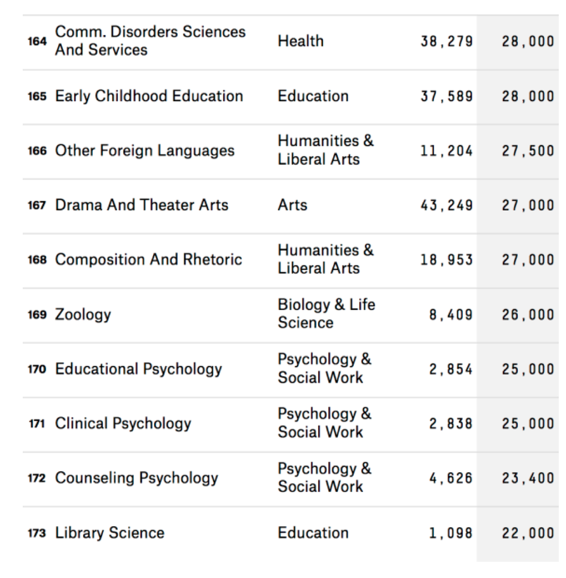 164 Comm. Disorders Sciences And Services Health 38,279 28,000
165 Early Childhood Education Education 37,589 28,000
166 Other Foreign Languages Humanities & Liberal Arts 11,204 27,500
167 Drama And Theater Arts Arts 43,249 27,000
168 Composition And Rhetoric Humanities & Liberal Arts 18,953 27,000
169 Zoology Biology & Life Science 8,409 26,000
170 Educational Psychology Psychology & Social Work 2,854 25,000
171 Clinical Psychology Psychology & Social Work 2,838 25,000
172 Counseling Psychology Psychology & Social Work 4,626 23,400
173 Library Science Education 1,098 22,000